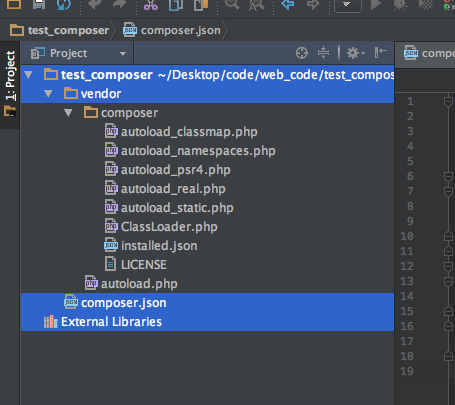 test_composer composer.json
1: Project
Project
compo
test_composer ~/Desktop/code/web_code/test_compos
vendor
composer
autoload_classmap.php
autoload_namespaces.php
autoload_psr4.php
autoload_real.php
autoload_static.php
ClassLoader.php
installed.json
LICENSE
autoload.php
composer.json
External Libraries
1
2
3
4
5
6
7
8
9
10
11
12
13
14
15
16
17
18
19